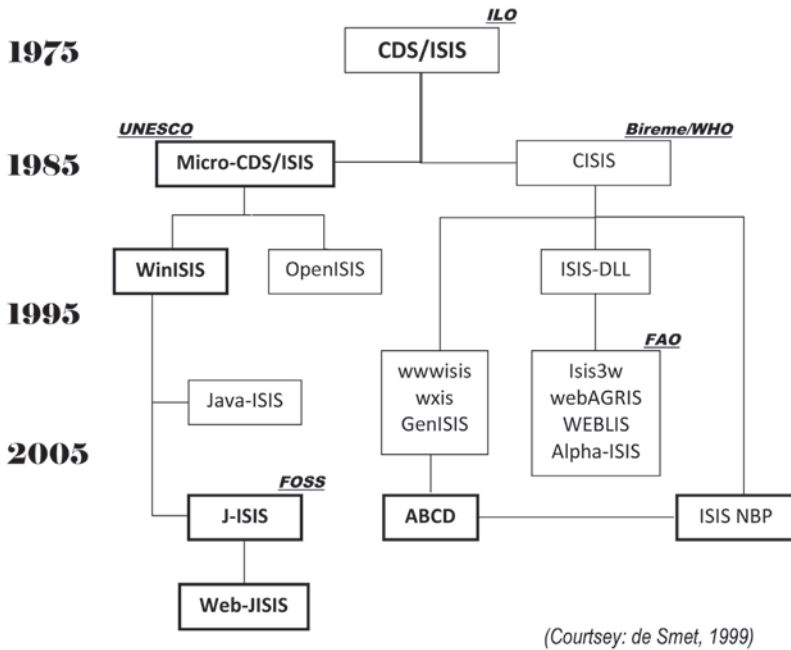 ILO
1975
CDS/ISIS
UNESCO
Bireme/WHO
1985
Micro-CDS/ISIS
CISIS
WinISIS
OpenISIS
ISIS-DLL
1995
FAO
wwwisis
wxis
GenISIS
Isis3w
webAGRIS
WEBLIS
Alpha-ISIS
Java-ISIS
2005
FOSS
J-ISIS
ABCD
ISIS NBP
Web-JISIS
(Courtsey: de Smet, 1999)